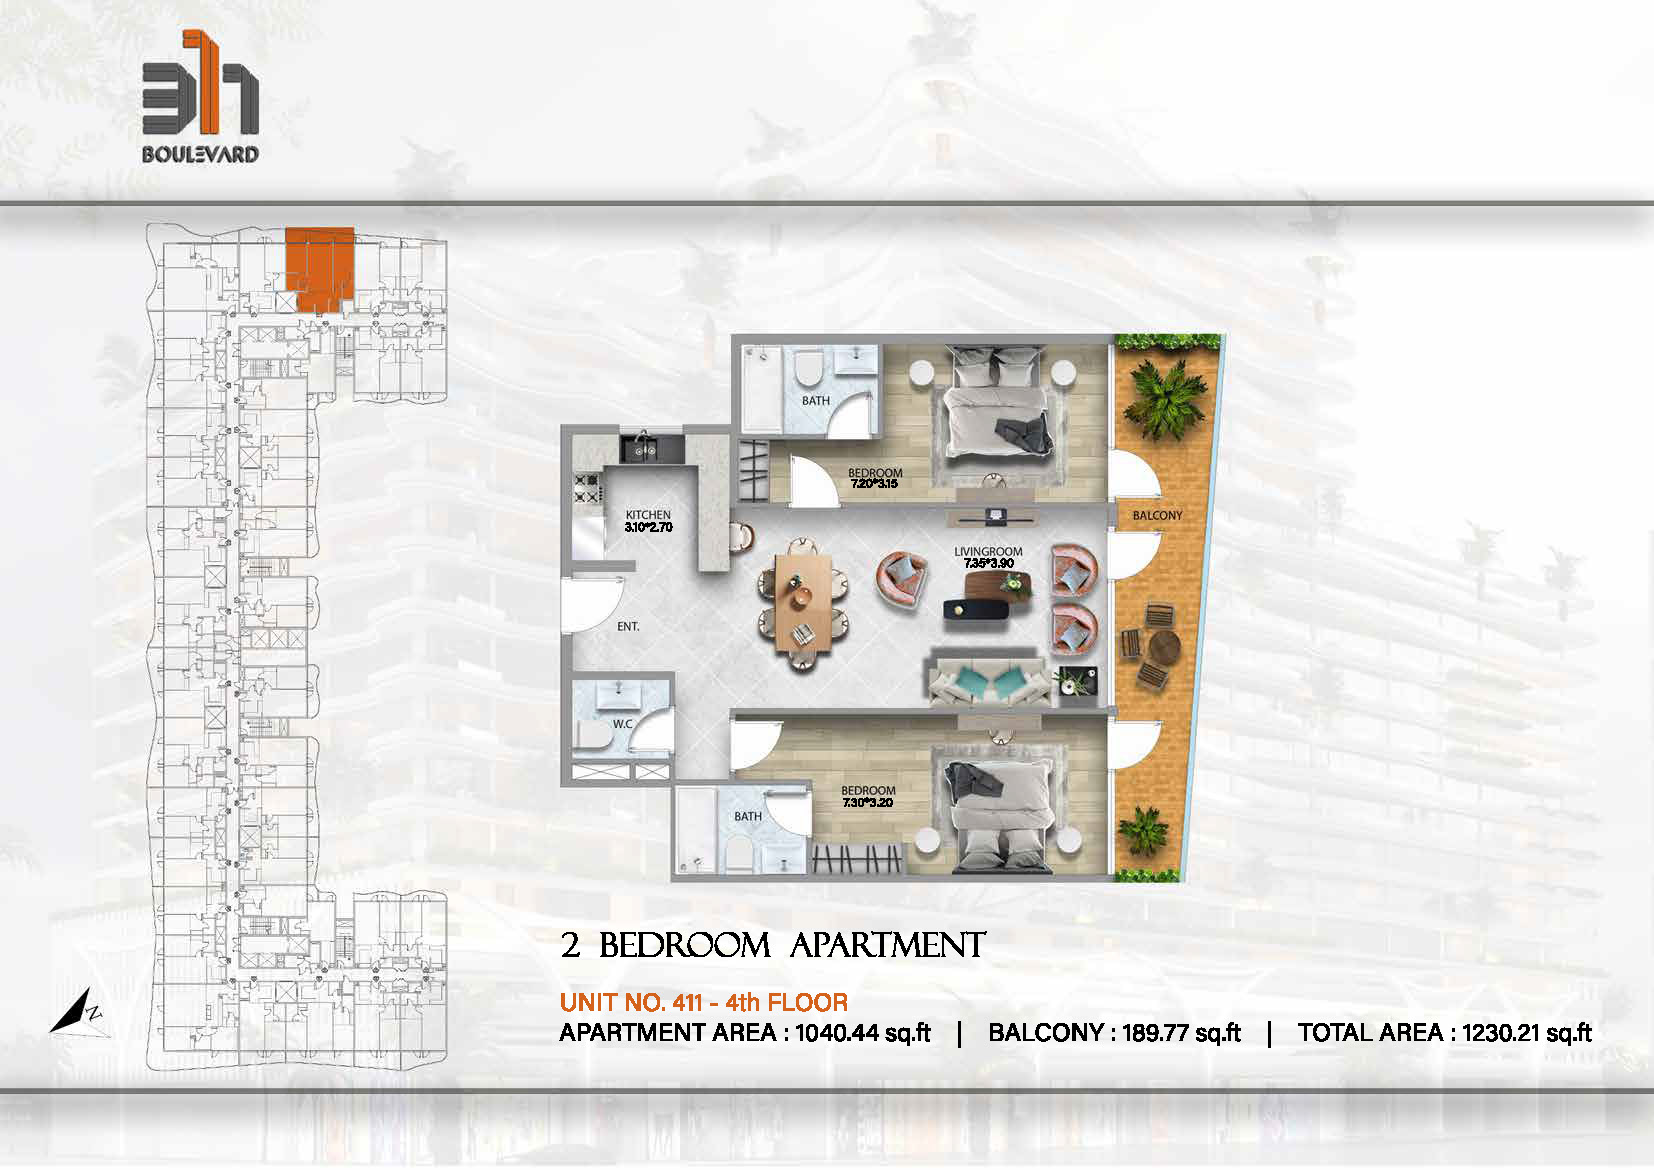 311
BOULEVARD
BATH
BEDROOM
7.20*3.15
KITCHEN
3.10*2.70
BALCONY
LIVINGROOM
7.35*3.90
ENT.
W.C
BEDROOM
7.30*3.20
BATH
2 BEDROOM APARTMENT
N
UNIT NO. 411 - 4th FLOOR
APARTMENT AREA : 1040.44 sq.ft | BALCONY : 189.77 sq.ft | TOTAL AREA : 1230.21 sq.ft